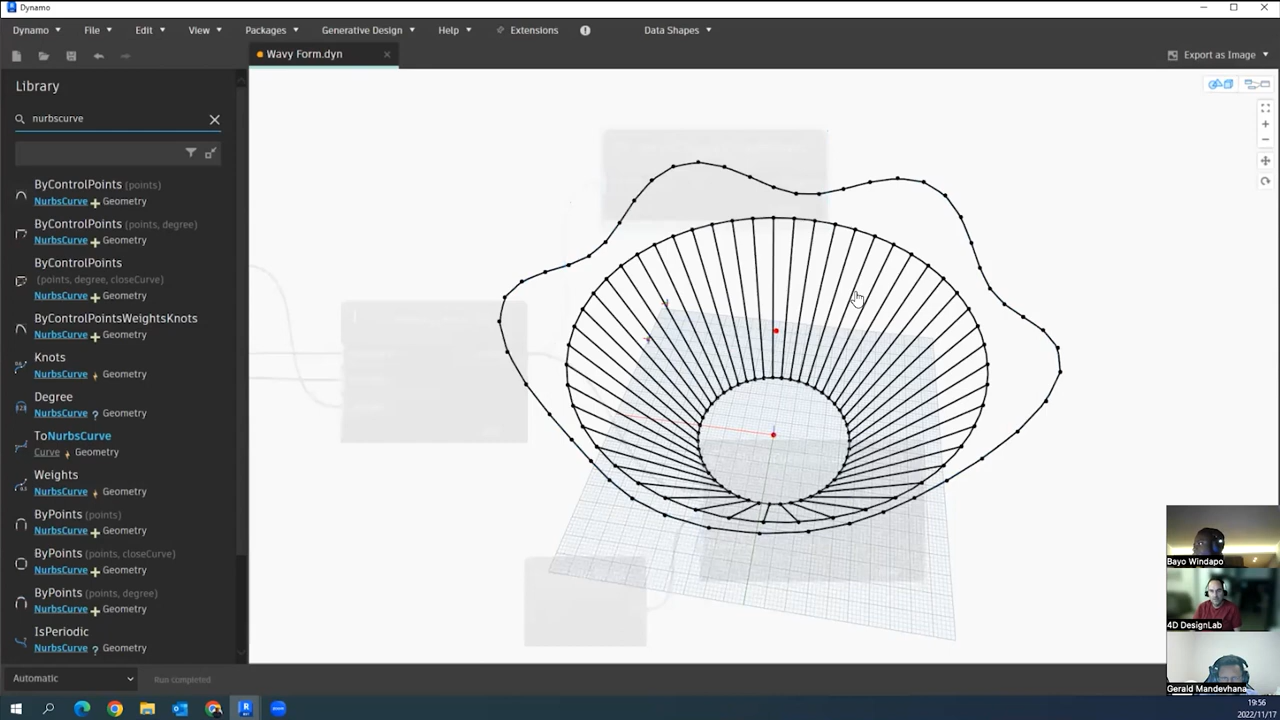 Dynamo
Dynamo File Edit View Packages Generative Design Help Extensions Data Shapes
Wavy Form.dyn
Export as Image
Library
nurbscurve
ByControlPoints (points)
NurbsCurve Geometry
ByControlPoints (points, degree)
NurbsCurve Geometry
ByControlPoints
(points, degree, closeCurve)
NurbsCurve Geometry
ByControlPointsWeightsKnots
NurbsCurve Geometry
Knots
NurbsCurve Geometry
Degree
NurbsCurve ? Geometry
ToNurbsCurve
Curve Geometry
Weights
NurbsCurve Geometry
ByPoints (points)
NurbsCurve Geometry
ByPoints (points, closeCurve)
NurbsCurve Geometry
ByPoints (points, degree)
NurbsCurve Geometry
IsPeriodic
NurbsCurve ? Geometry
Automatic
Run completed
Bayo Windapo
4D DesignLab
Gerald Mandevhana
19:56
2022/11/17